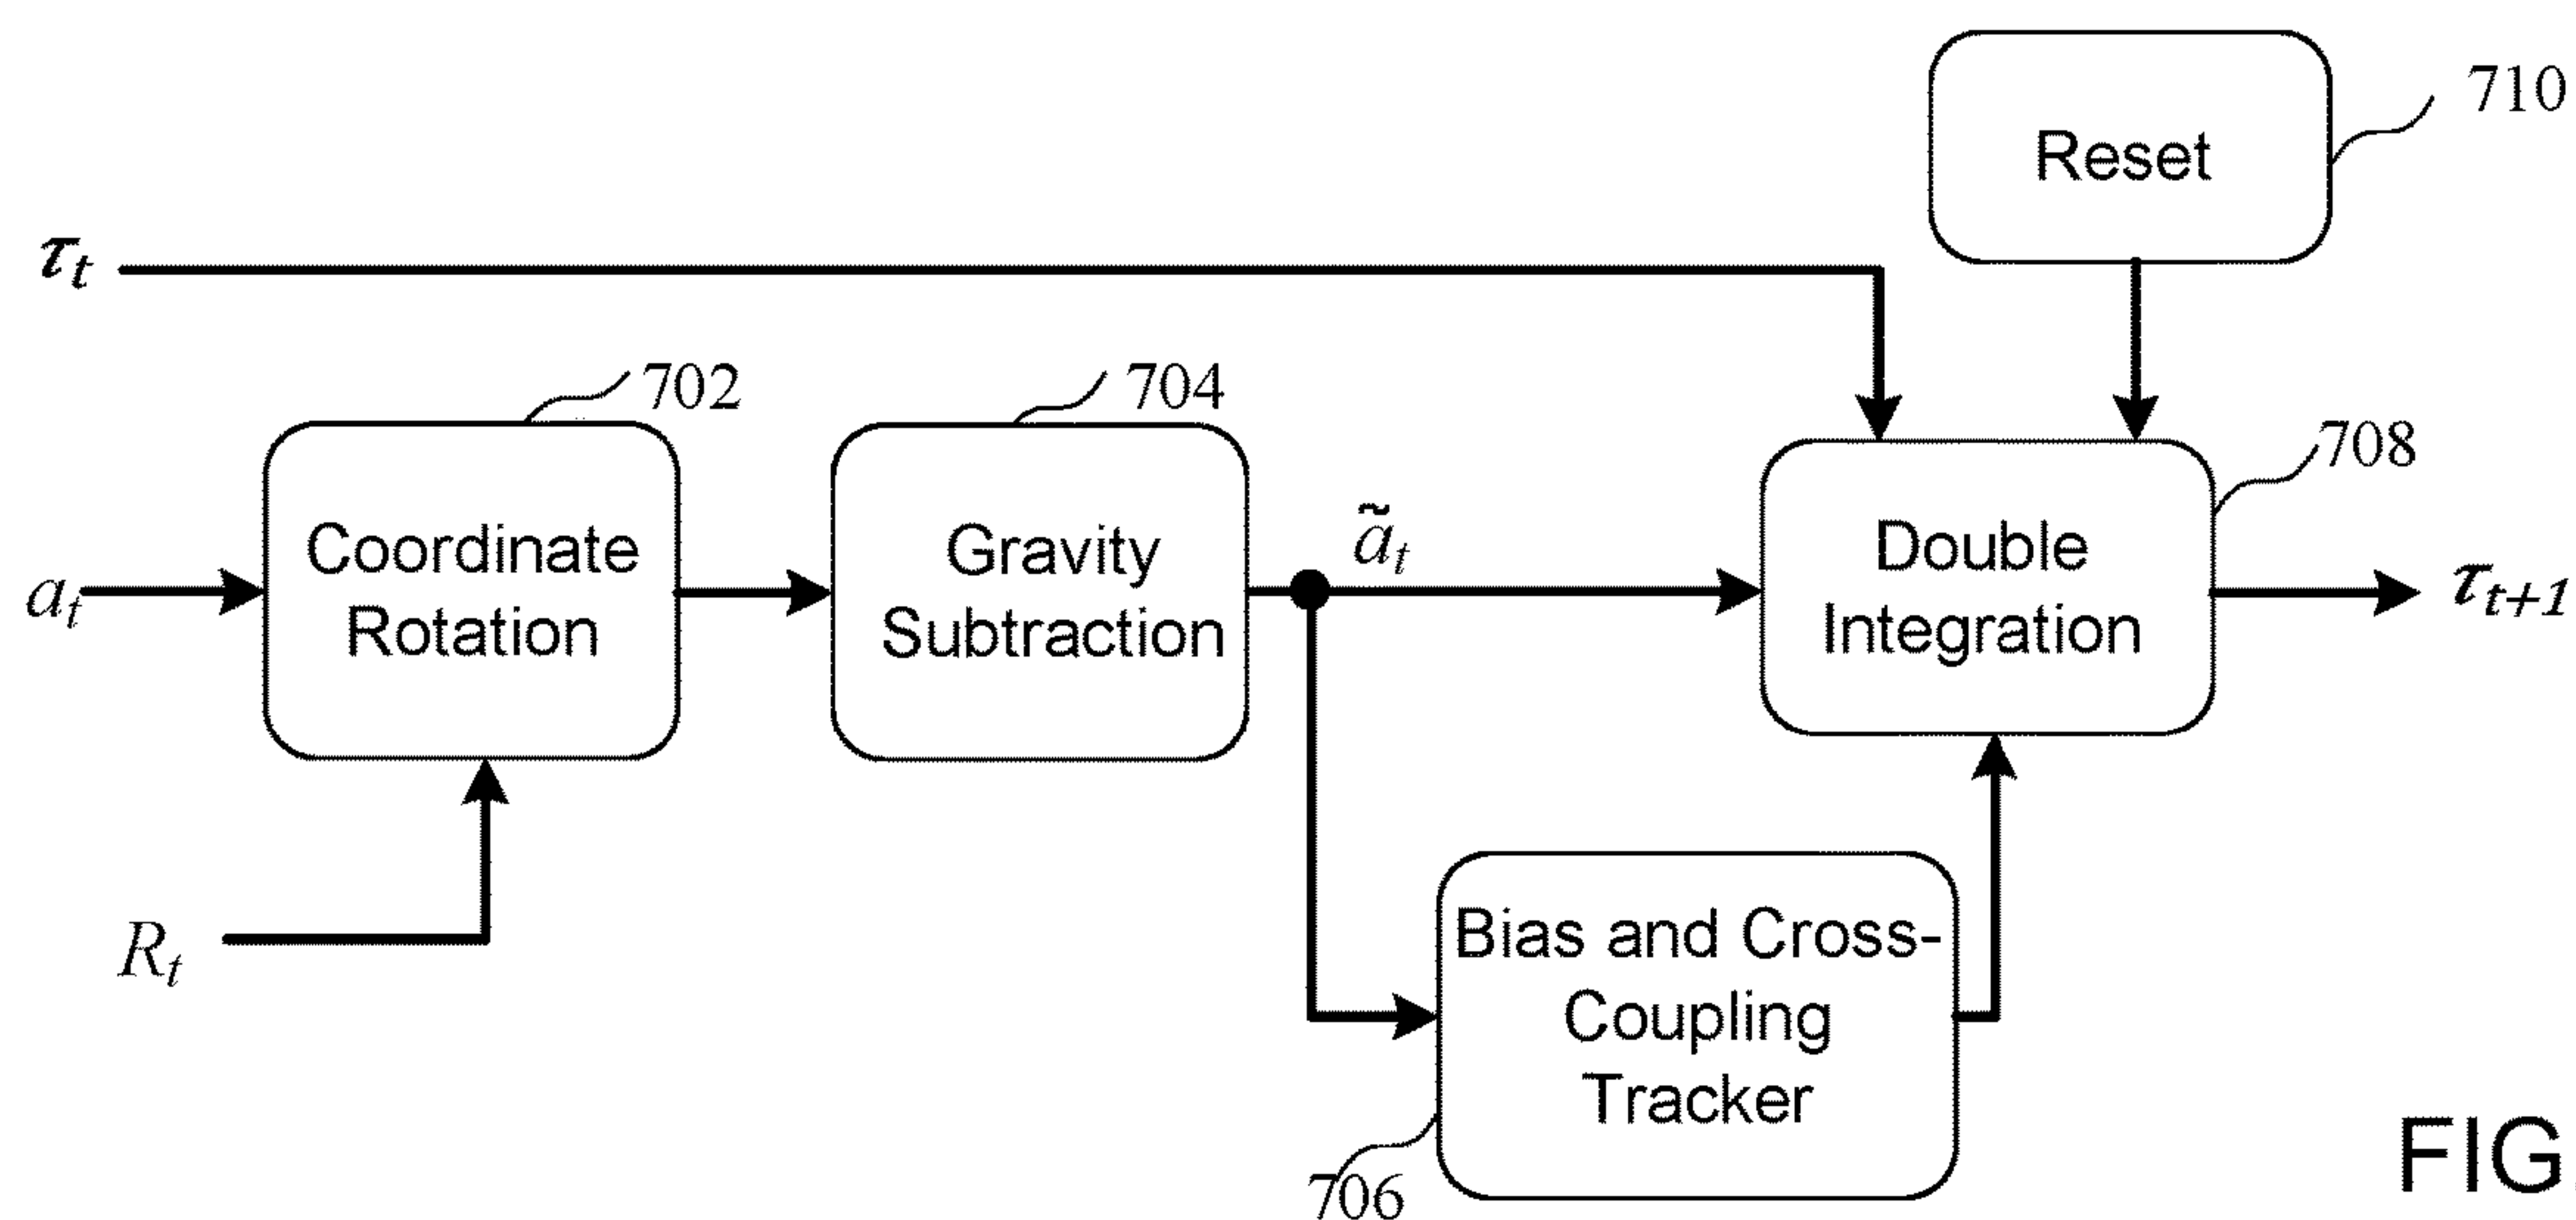 710
Reset
τt
702
704
708
Coordinate
Rotation
Gravity
Subtraction
ãt
Double
Integration
at
τt+1
Rt
Bias and Cross-
Coupling
Tracker
706
FIG